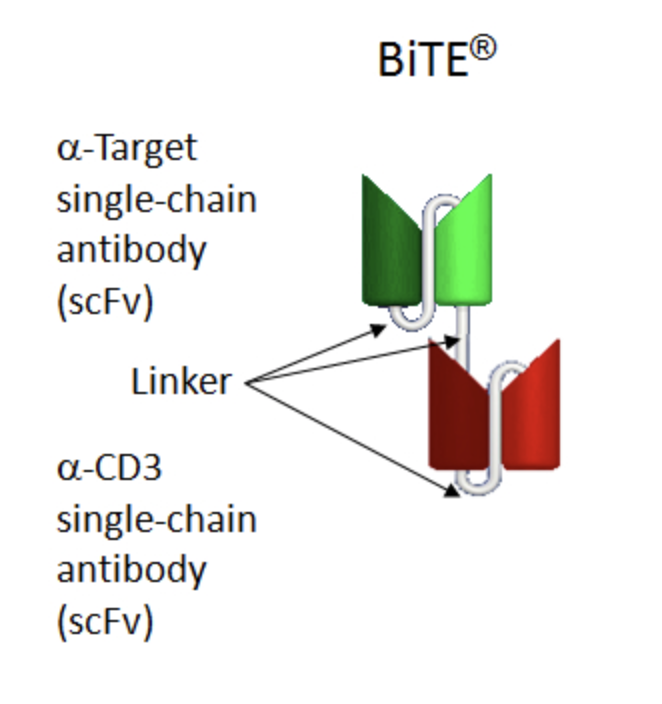 BiTE®
α-Target
single-chain
antibody
(scFv)
Linker
α-CD3
single-chain
antibody
(scFv)